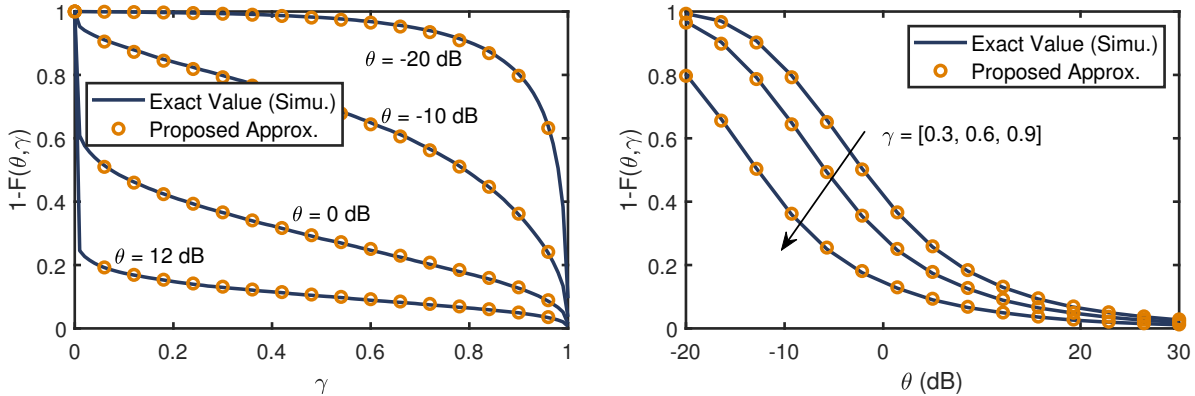 1
0.8
0.6
0.4
0.2
0
1-F(θ,γ)
θ = -20 dB
Exact Value (Simu.)
Proposed Approx.
θ = -10 dB
θ = 0 dB
θ = 12 dB
0
0.2
0.4
0.6
0.8
1
γ
1
0.8
0.6
0.4
0.2
0
1-F(θ,γ)
Exact Value (Simu.)
Proposed Approx.
γ = [0.3, 0.6, 0.9]
-20
-10
0
10
20
30
θ (dB)